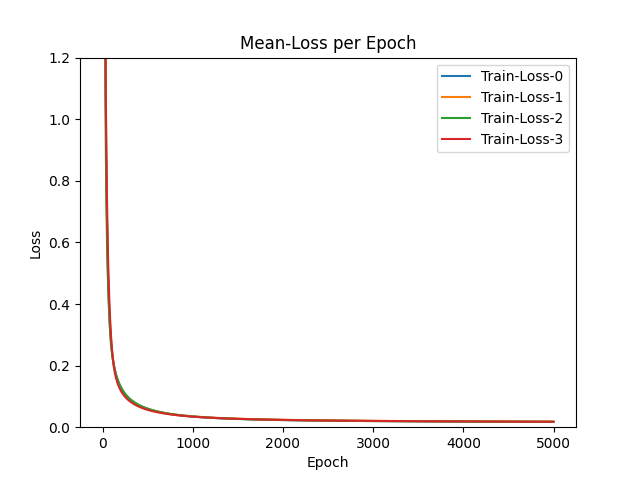 Mean-Loss per Epoch
1.2
1.0
0.8
0.6
0.4
0.2
0.0
Loss
Train-Loss-0
Train-Loss-1
Train-Loss-2
Train-Loss-3
0 1000 2000 3000 4000 5000
Epoch